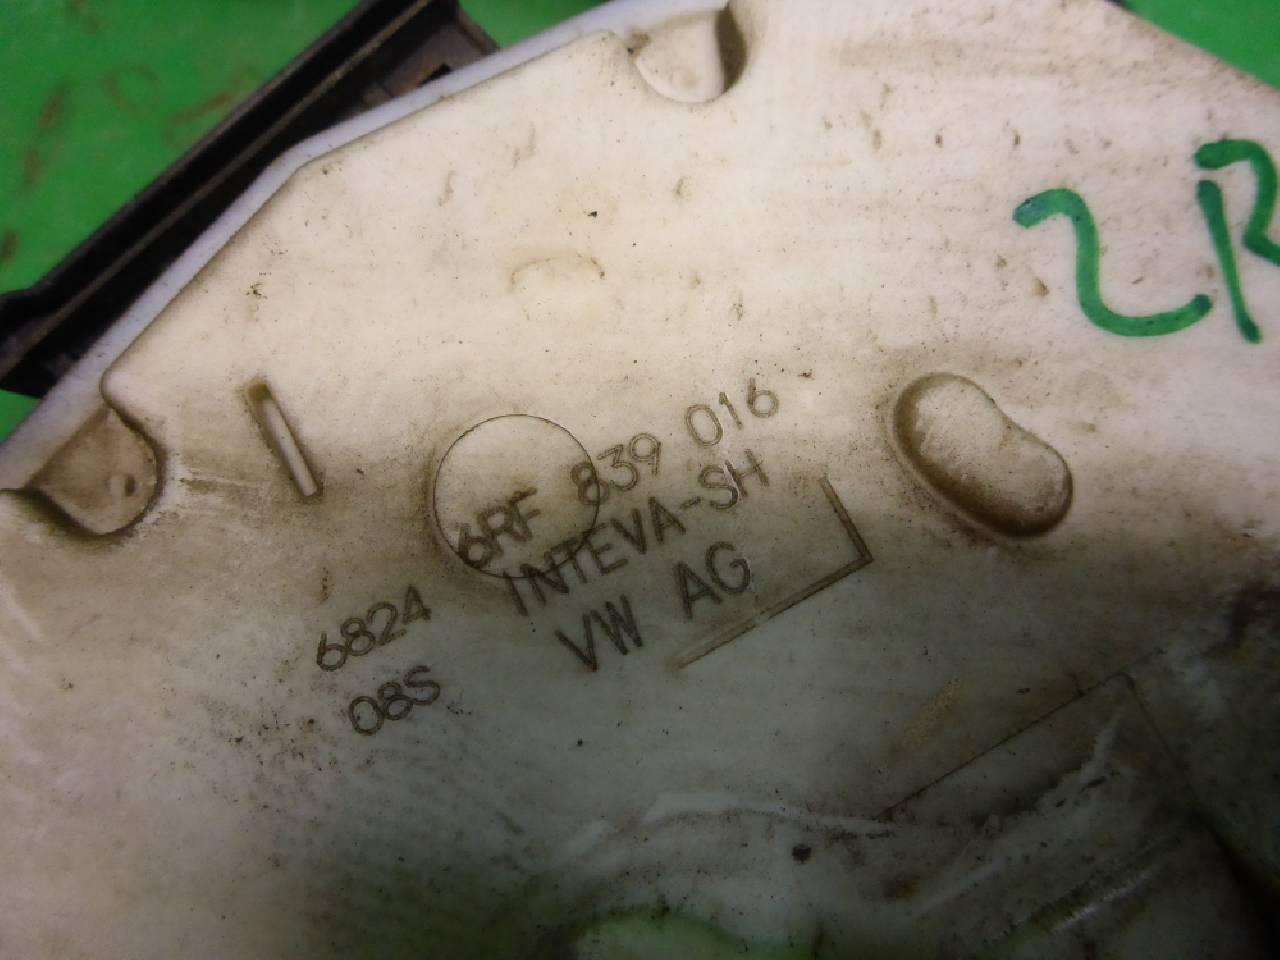 2R
6RF 839 016
INTEVA-SH
VW AG
6824
08S